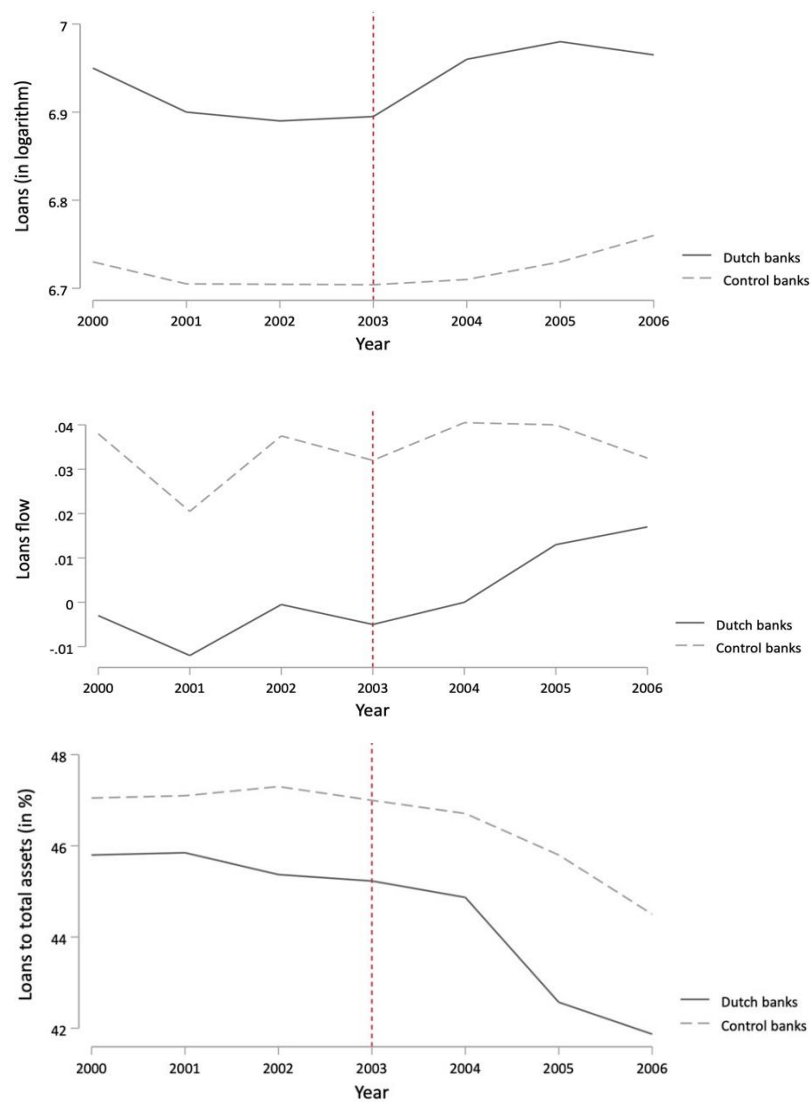 7
6.9
6.8
6.7
Loans (in logarithm)
2000 2001 2002 2003 2004 2005 2006
Year
Dutch banks
Control banks
.04
.03
.02
.01
0
-.01
Loans flow
2000 2001 2002 2003 2004 2005 2006
Year
Dutch banks
Control banks
48
46
44
42
Loans to total assets (in %)
2000 2001 2002 2003 2004 2005 2006
Year
Dutch banks
Control banks